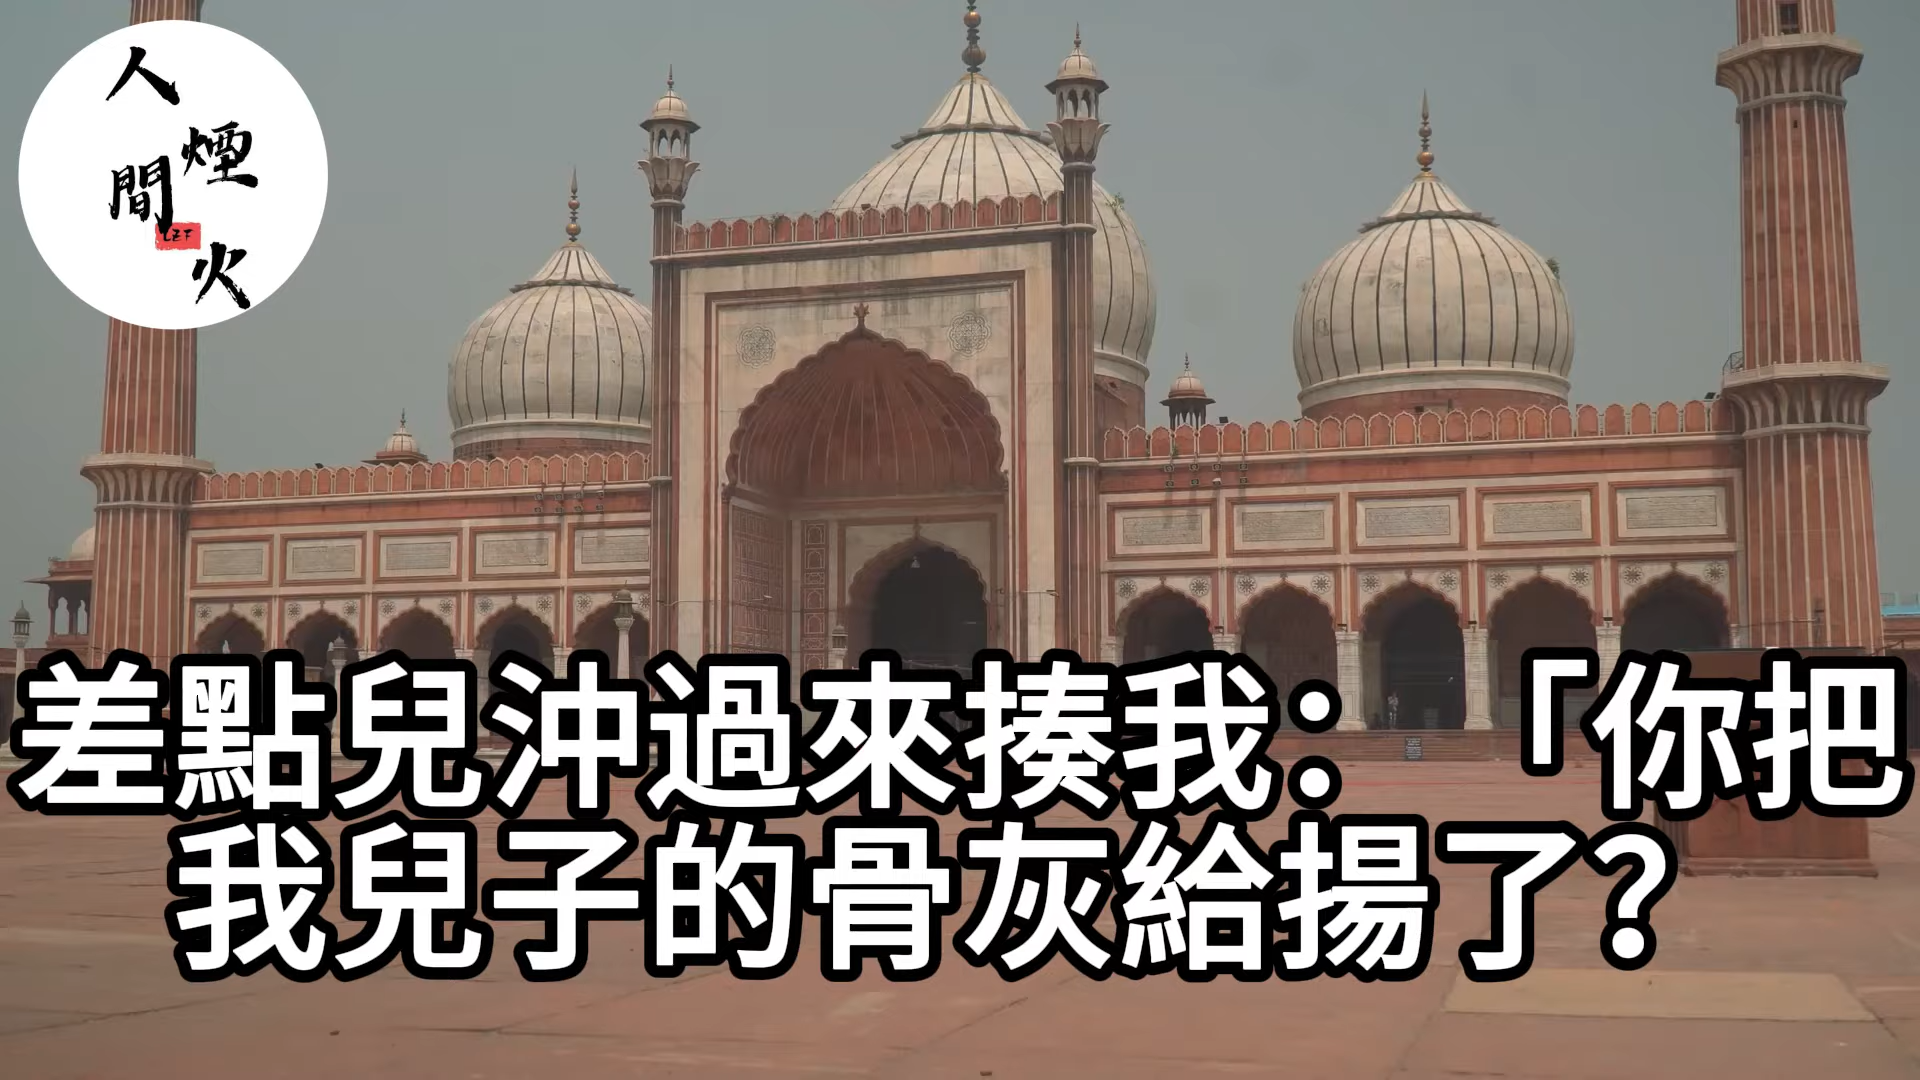 人間煙火
LZF
差點兒沖過來揍我：「你把
我兒子的骨灰給揚了？